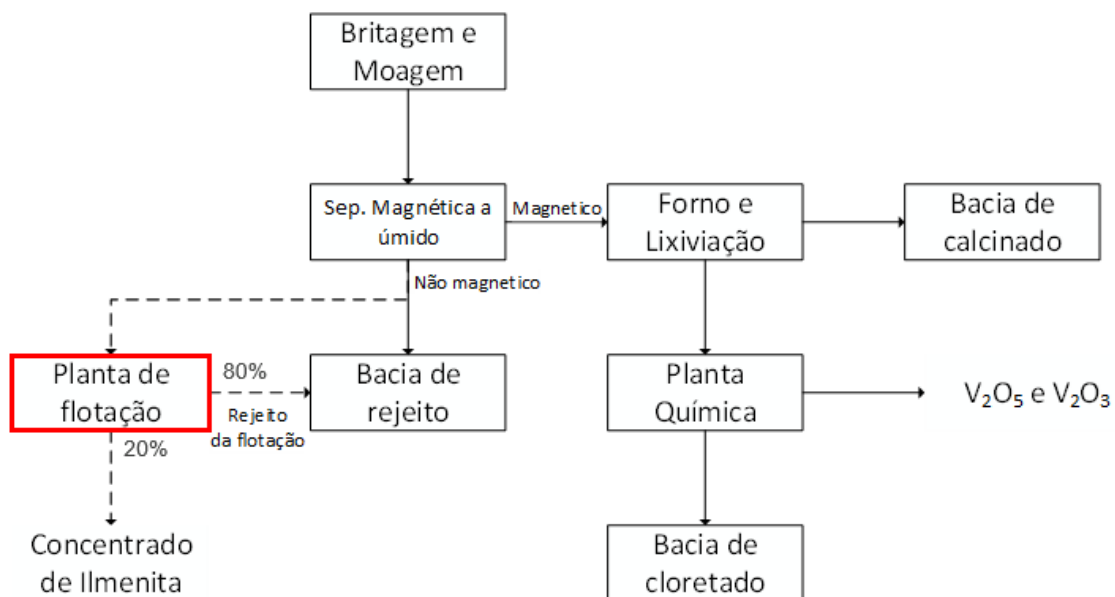 Britagem e
Moagem
Sep. Magnética a
úmido
Magnetico
Forno e
Lixiviação
Bacia de
calcinado
Não magnetico
Planta de
flotação
80%
Rejeito
da flotação
Bacia de
rejeito
Planta
Química
V₂O₅ e V₂O₃
20%
Concentrado
de Ilmenita
Bacia de
cloretado